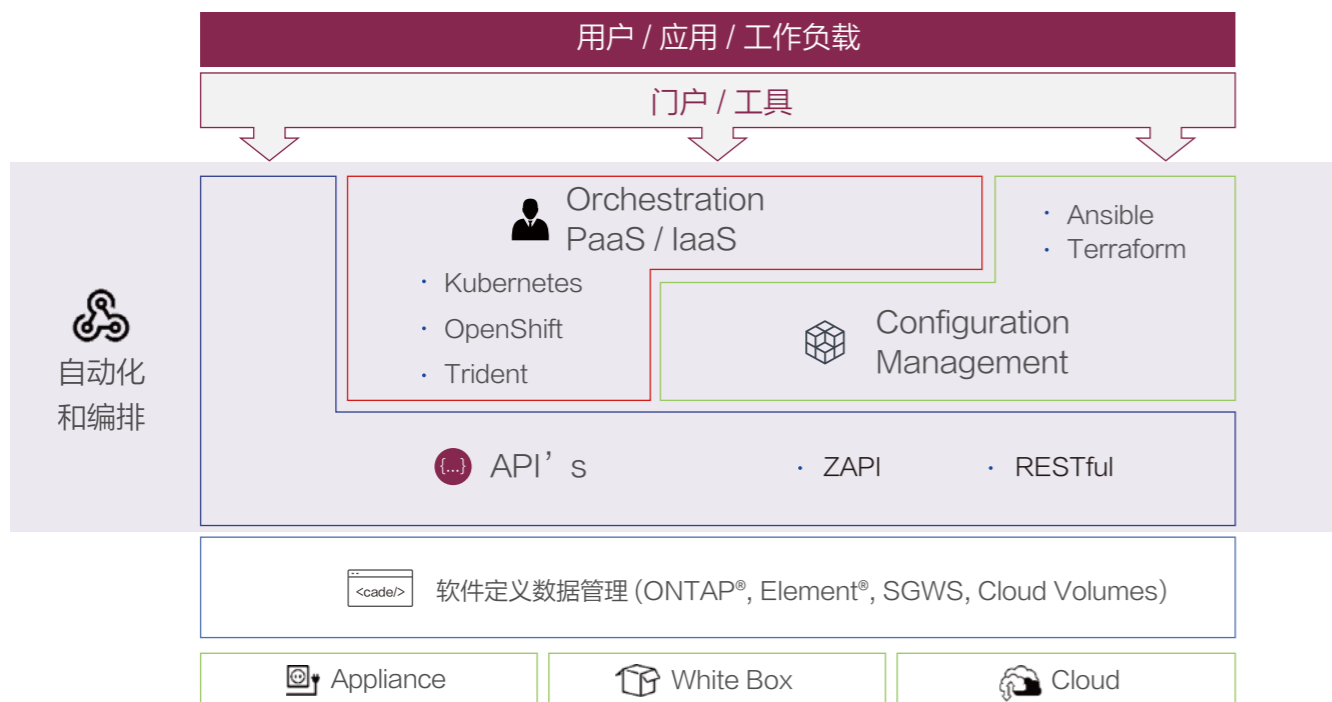 用户 / 应用 / 工作负载
门户 / 工具
自动化
和编排
Orchestration
PaaS / IaaS
· Kubernetes
· OpenShift
· Trident
· Ansible
· Terraform
Configuration
Management
{...} API’s · ZAPI · RESTful
<cade/> 软件定义数据管理 (ONTAP®, Element®, SGWS, Cloud Volumes)
Appliance White Box Cloud